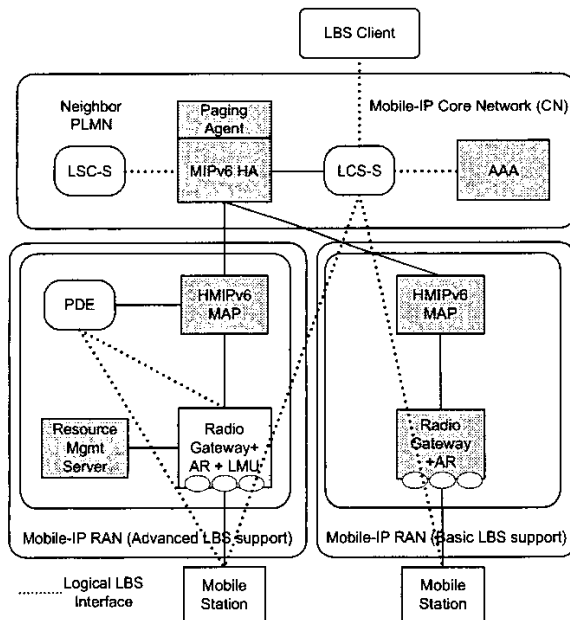 LBS Client
Neighbor
PLMN
Paging
Agent
Mobile-IP Core Network (CN)
LSC-S
MIPv6 HA
LCS-S
AAA
PDE
HMIPv6
MAP
HMIPv6
MAP
Resource
Mgmt
Server
Radio
Gateway+
AR + LMU
Radio
Gateway
+AR
Mobile-IP RAN (Advanced LBS support)
Mobile-IP RAN (Basic LBS support)
Logical LBS
Interface
Mobile
Station
Mobile
Station